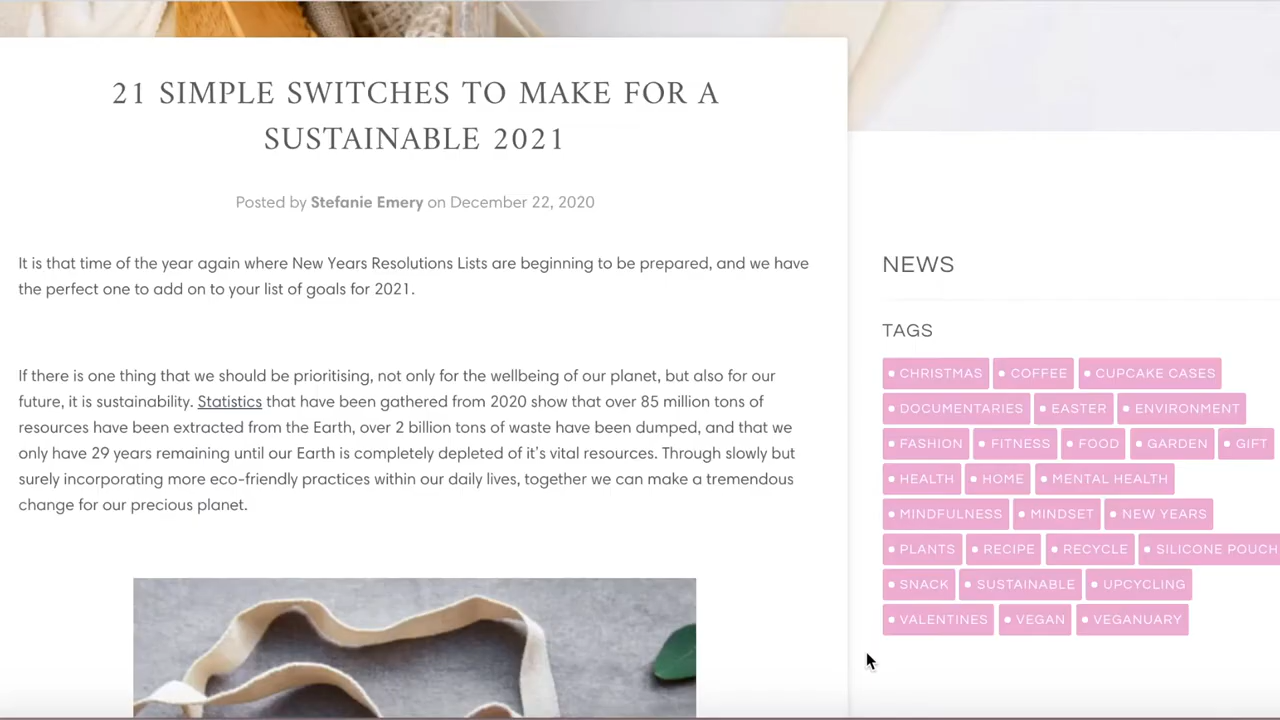 21 SIMPLE SWITCHES TO MAKE FOR A
SUSTAINABLE 2021
Posted by Stefanie Emery on December 22, 2020
It is that time of the year again where New Years Resolutions Lists are beginning to be prepared, and we have
the perfect one to add on to your list of goals for 2021.
If there is one thing that we should be prioritising, not only for the wellbeing of our planet, but also for our
future, it is sustainability. Statistics that have been gathered from 2020 show that over 85 million tons of
resources have been extracted from the Earth, over 2 billion tons of waste have been dumped, and that we
only have 29 years remaining until our Earth is completely depleted of it's vital resources. Through slowly but
surely incorporating more eco-friendly practices within our daily lives, together we can make a tremendous
change for our precious planet.
NEWS
TAGS
CHRISTMAS COFFEE CUPCAKE CASES
DOCUMENTARIES EASTER ENVIRONMENT
FASHION FITNESS FOOD GARDEN GIFT
HEALTH HOME MENTAL HEALTH
MINDFULNESS MINDSET NEW YEARS
PLANTS RECIPE RECYCLE SILICONE POUCH
SNACK SUSTAINABLE UPCYCLING
VALENTINES VEGAN VEGANUARY